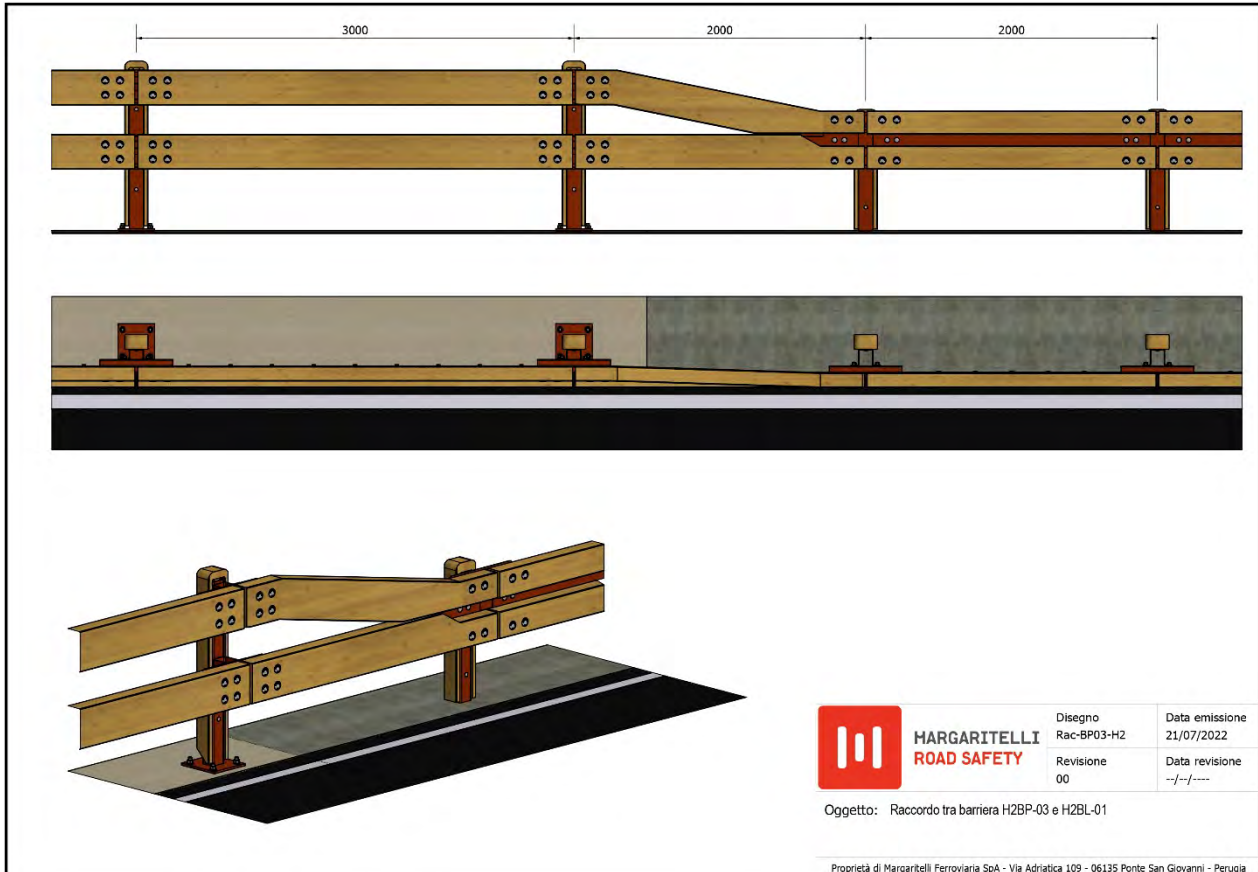 3000
2000
2000
MARGARITELLI
ROAD SAFETY
Disegno
Rac-BP03-H2
Data emissione
21/07/2022
Revisione
00
Data revisione
--/--/----
Oggetto: Raccordo tra barriera H2BP-03 e H2BL-01
Proprietà di Margaritelli Ferroviaria SpA - Via Adriatica 109 - 06135 Ponte San Giovanni - Perugia